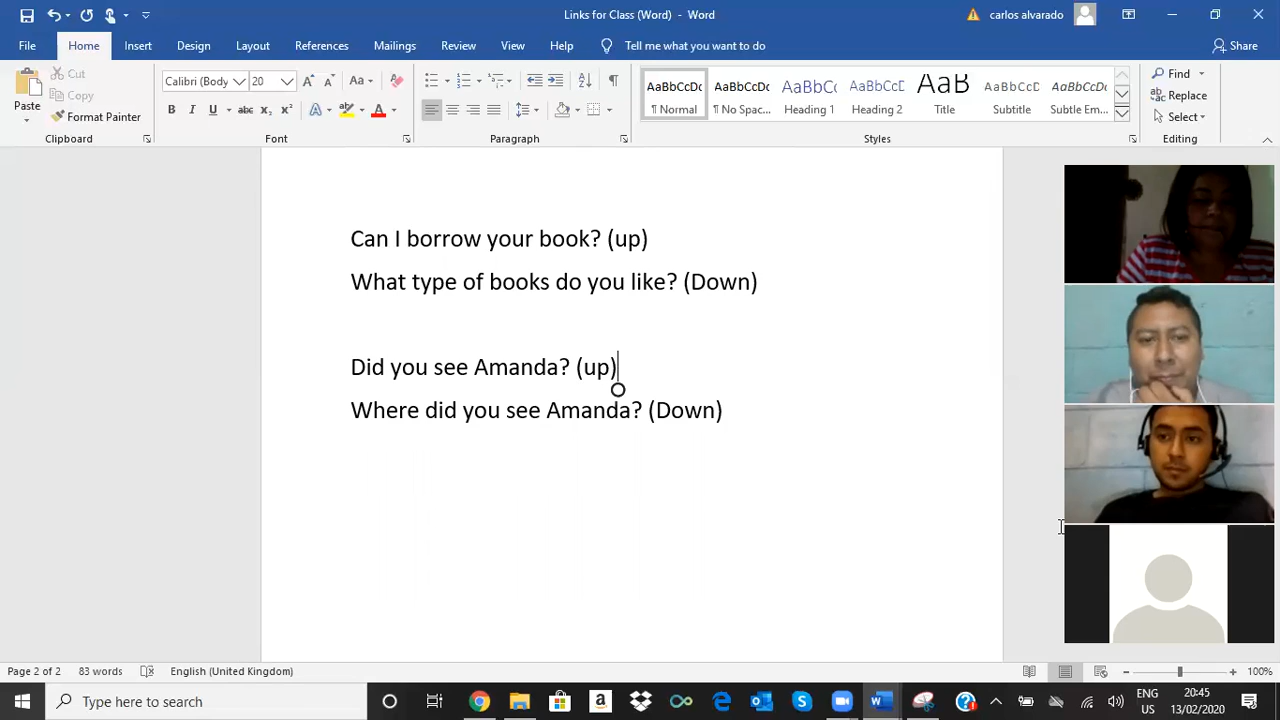 Links for Class (Word) - Word
carlos alvarado
File Home Insert Design Layout References Mailings Review View Help Tell me what you want to do Share
Cut
Copy
Paste
Format Painter
Clipboard
Calibri (Body 20
Aa
B I U abc X₂ X²
A A
Font
Paragraph
AaBbCcDc AaBbCcDc AaBbCc AaBbCcD AaB AaBbCcD AaBbCcDc
¶ Normal ¶ No Spac... Heading 1 Heading 2 Title Subtitle Subtle Em...
Styles
Find
Replace
Select
Editing
Can I borrow your book? (up)
What type of books do you like? (Down)
Did you see Amanda? (up)
Where did you see Amanda? (Down)
Page 2 of 2 83 words English (United Kingdom) 100%
Type here to search
ENG
US
20:45
13/02/2020